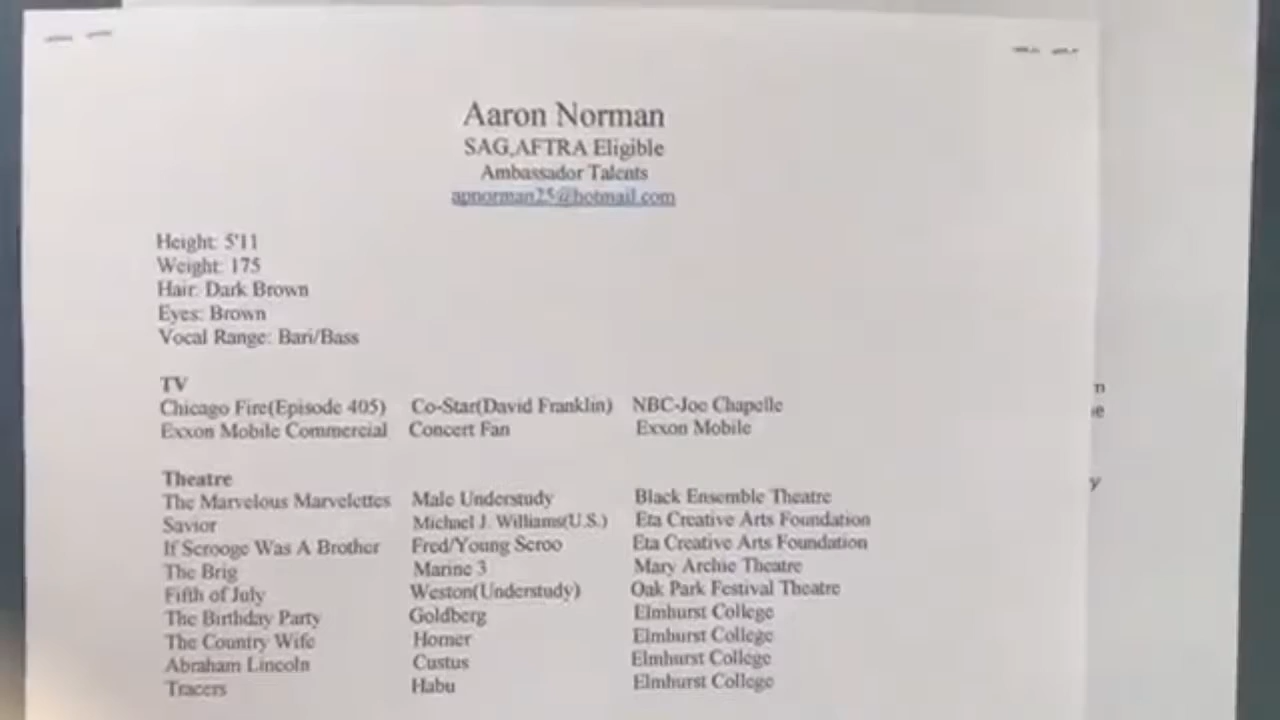 Aaron Norman
SAG,AFTRA Eligible
Ambassador Talents
apnorman25@hotmail.com
Height: 5'11
Weight: 175
Hair: Dark Brown
Eyes: Brown
Vocal Range: Bari/Bass
TV
Chicago Fire(Episode 405) Co-Star(David Franklin) NBC-Joe Chapelle
Exxon Mobile Commercial Concert Fan Exxon Mobile
Theatre
The Marvelous Marvelettes Male Understudy Black Ensemble Theatre
Savior Michael J. Williams(U.S.) Eta Creative Arts Foundation
If Scrooge Was A Brother Fred/Young Scroo Eta Creative Arts Foundation
The Brig Marine 3 Mary Archie Theatre
Fifth of July Weston(Understudy) Oak Park Festival Theatre
The Birthday Party Goldberg Elmhurst College
The Country Wife Horner Elmhurst College
Abraham Lincoln Custus Elmhurst College
Tracers Habu Elmhurst College